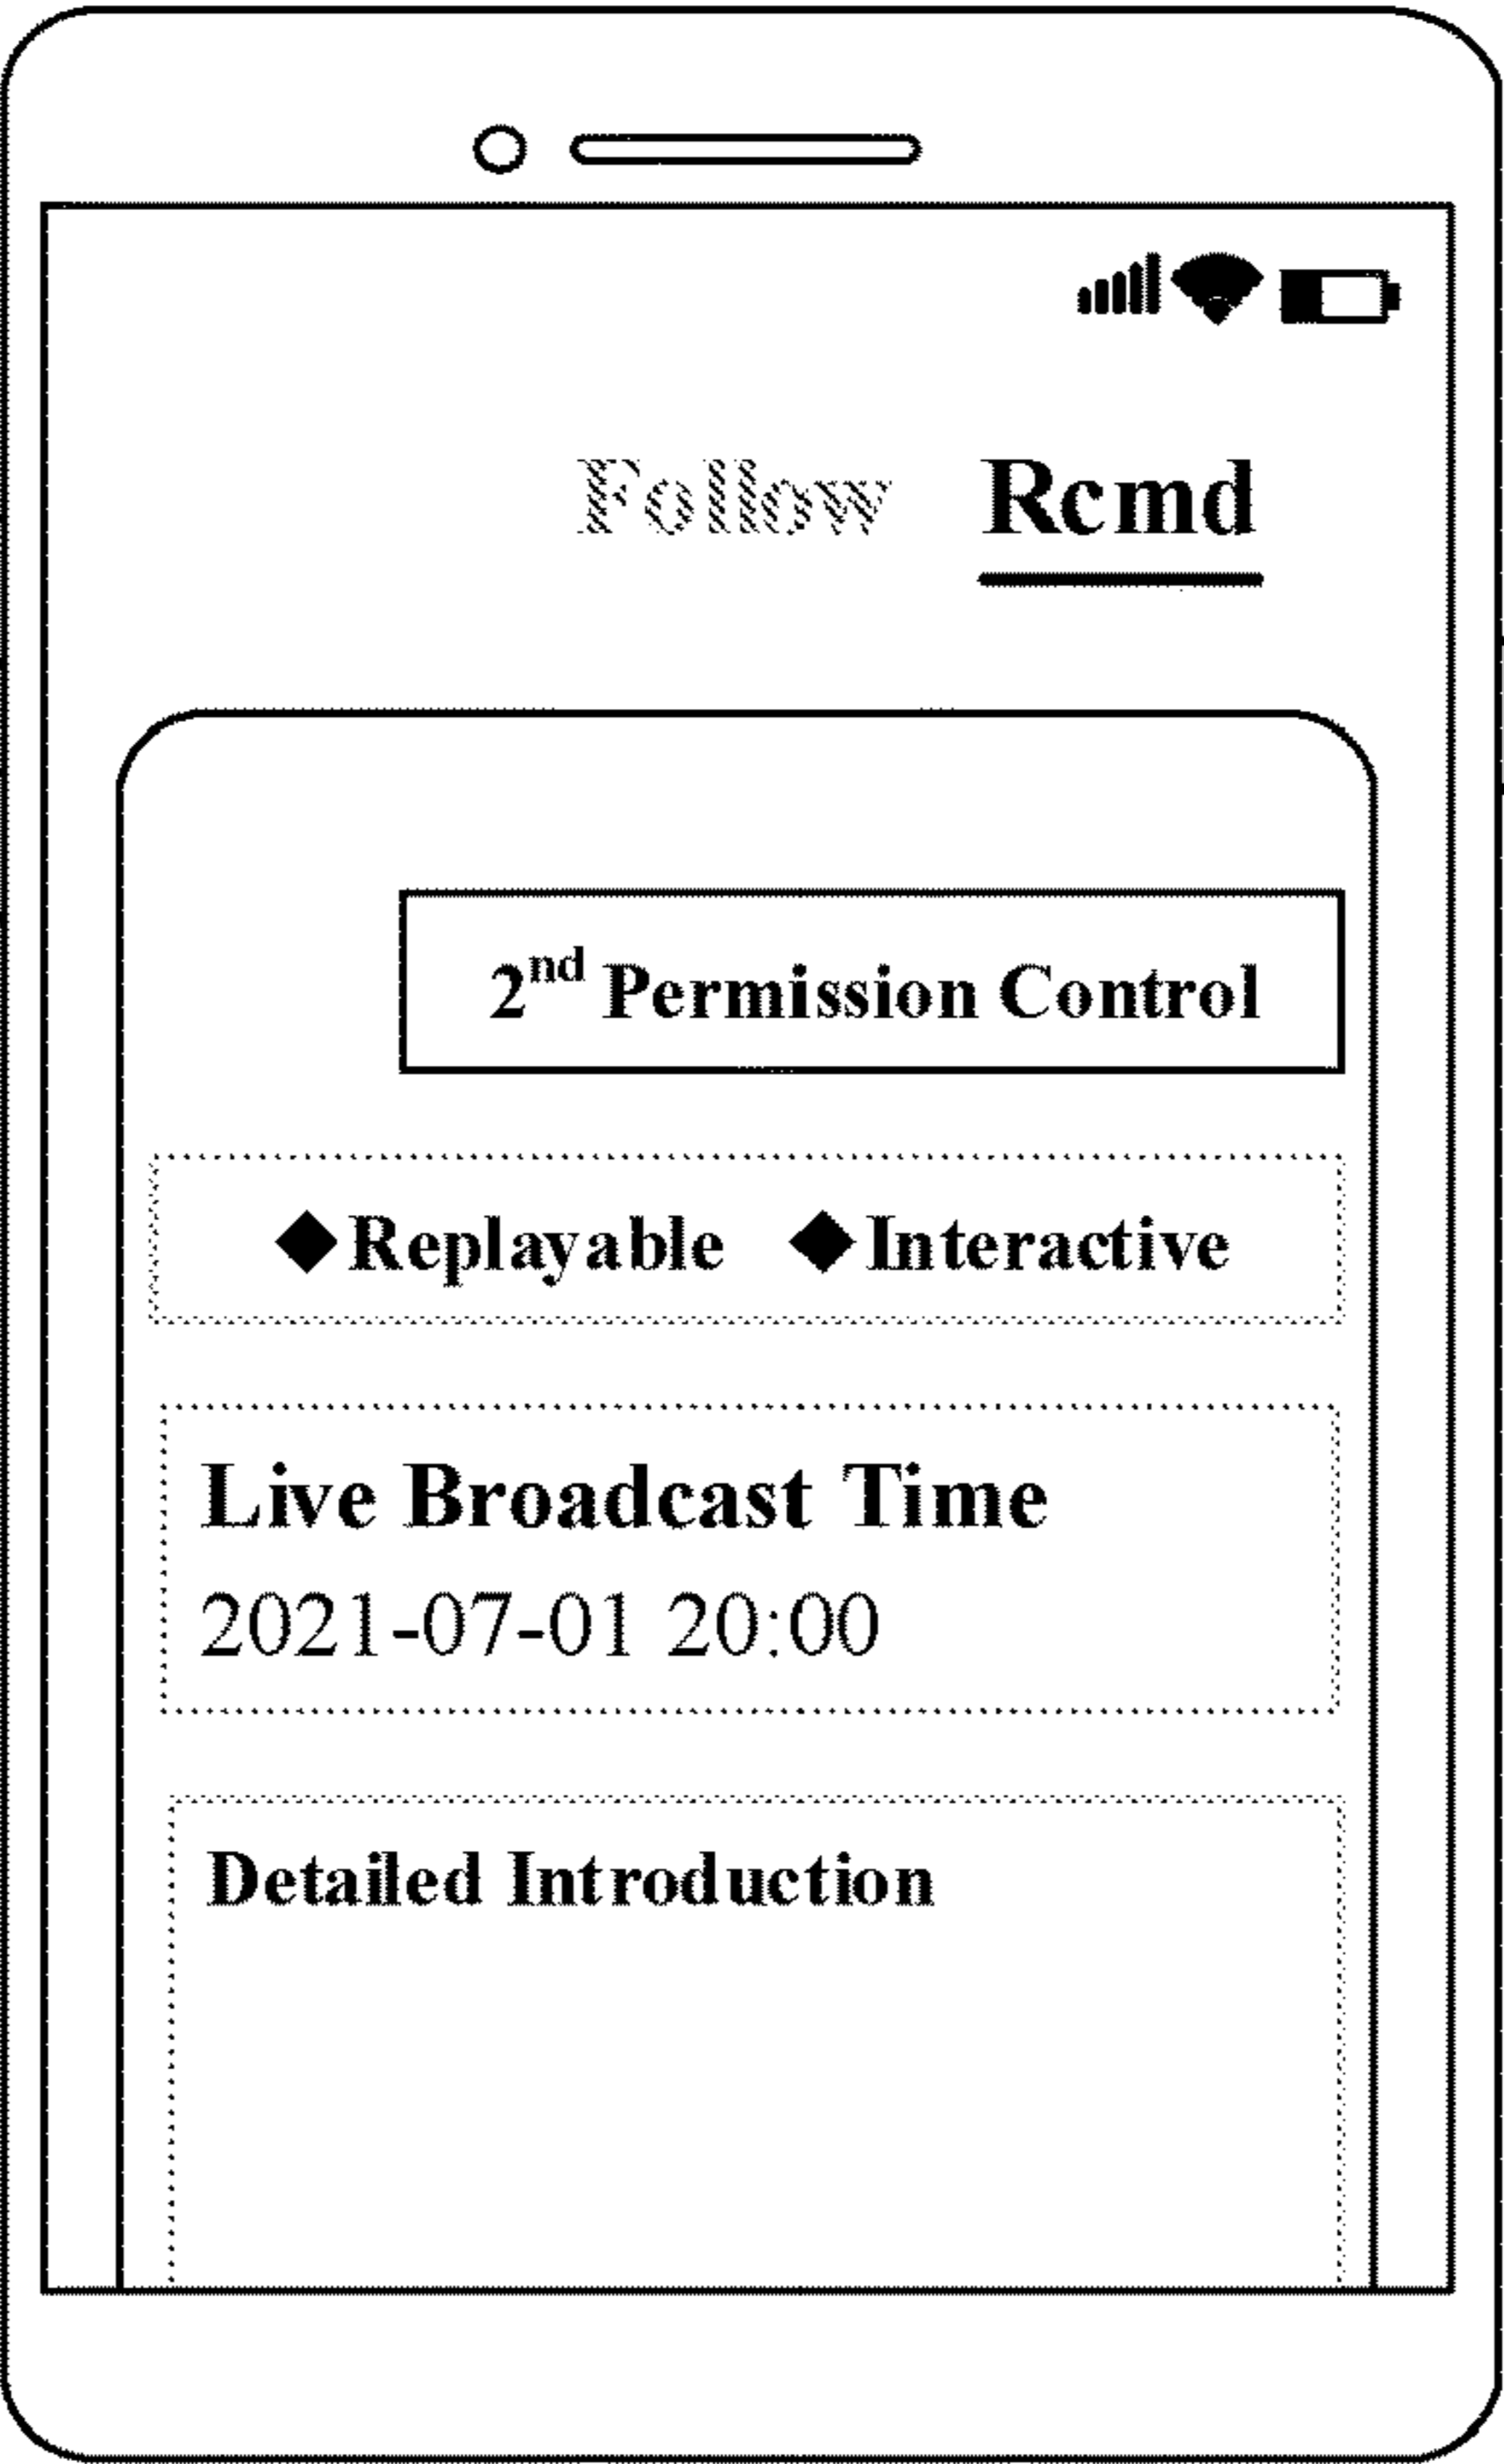 Follow Rcmd
2nd Permission Control
◆Replayable ◆Interactive
Live Broadcast Time
2021-07-01 20:00
Detailed Introduction